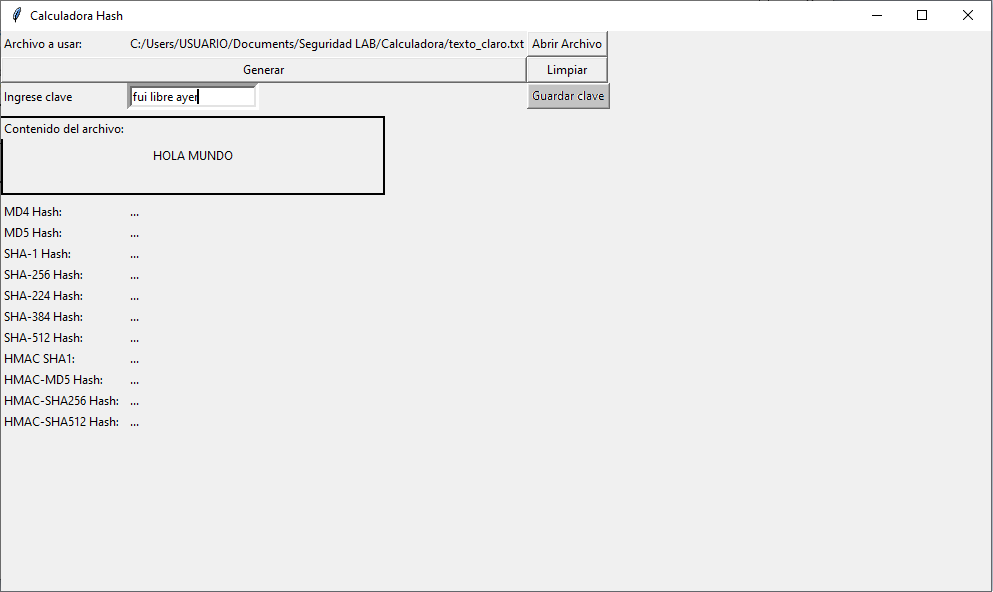 Calculadora Hash
Archivo a usar: C:/Users/USUARIO/Documents/Seguridad LAB/Calculadora/texto_claro.txt Abrir Archivo
Generar Limpiar
Ingrese clave fui libre ayer Guardar clave
Contenido del archivo:
HOLA MUNDO
MD4 Hash: ...
MD5 Hash: ...
SHA-1 Hash: ...
SHA-256 Hash: ...
SHA-224 Hash: ...
SHA-384 Hash: ...
SHA-512 Hash: ...
HMAC SHA1: ...
HMAC-MD5 Hash: ...
HMAC-SHA256 Hash: ...
HMAC-SHA512 Hash: ...